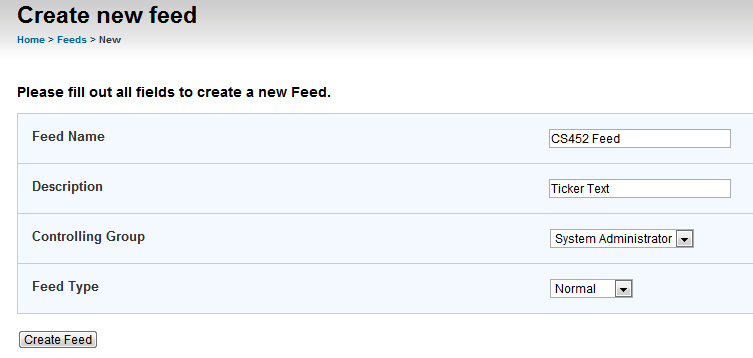 Create new feed
Home > Feeds > New
Please fill out all fields to create a new Feed.
Feed Name CS452 Feed
Description Ticker Text
Controlling Group System Administrator
Feed Type Normal
Create Feed